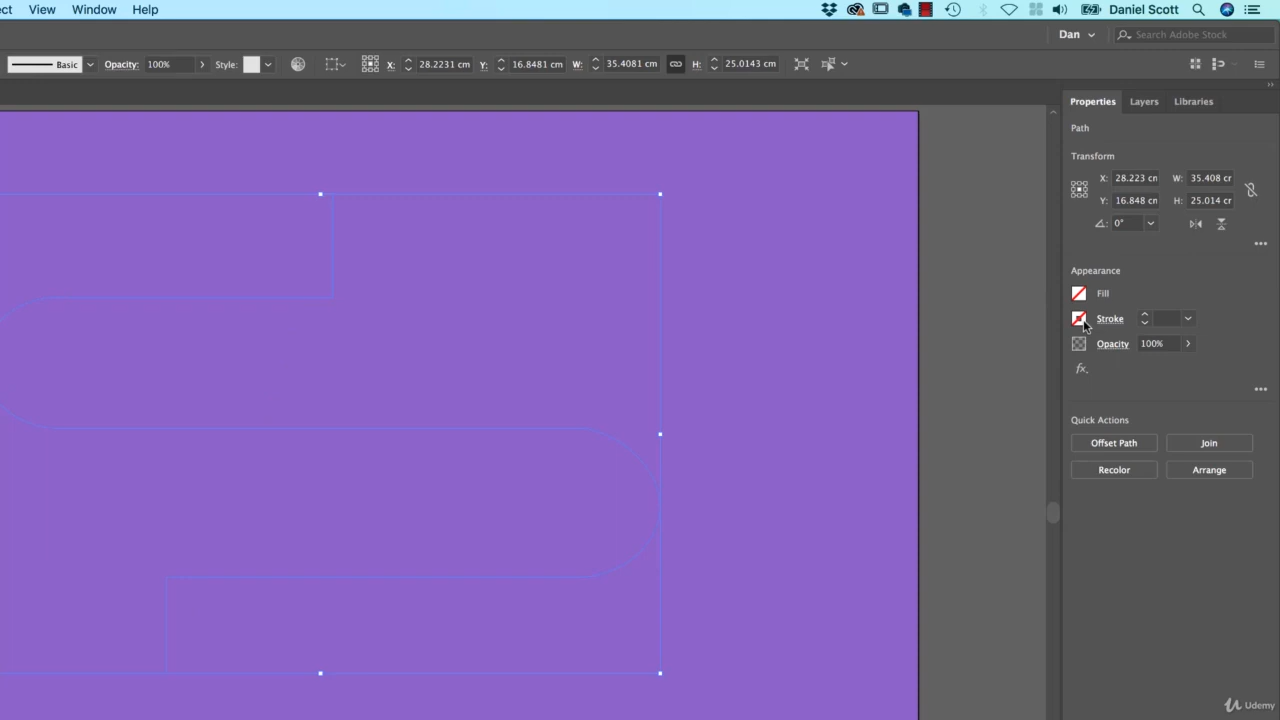 ect View Window Help Daniel Scott
Dan Search Adobe Stock
Basic Opacity: 100% Style: X: 28.2231 cm Y: 16.8481 cm W: 35.4081 cm H: 25.0143 cm
Properties Layers Libraries
Path
Transform
X: 28.223 cn W: 35.408 cr
Y: 16.848 cn H: 25.014 cr
0°
Appearance
Fill
Stroke
Opacity 100%
fx.
Quick Actions
Offset Path Join
Recolor Arrange
Udemy